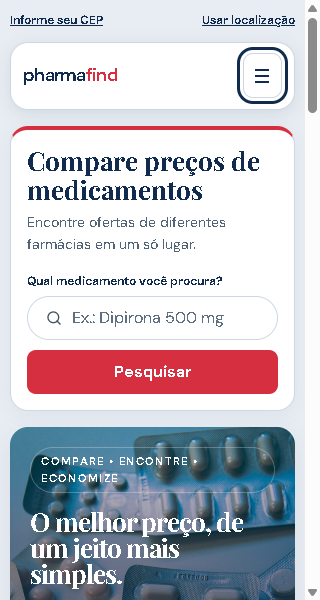 Informe seu CEP
Usar localização
pharmafind
Compare preços de
medicamentos
Encontre ofertas de diferentes
farmácias em um só lugar.
Qual medicamento você procura?
Ex.: Dipirona 500 mg
Pesquisar
COMPARE • ENCONTRE •
ECONOMIZE
O melhor preço, de
um jeito mais
simples.